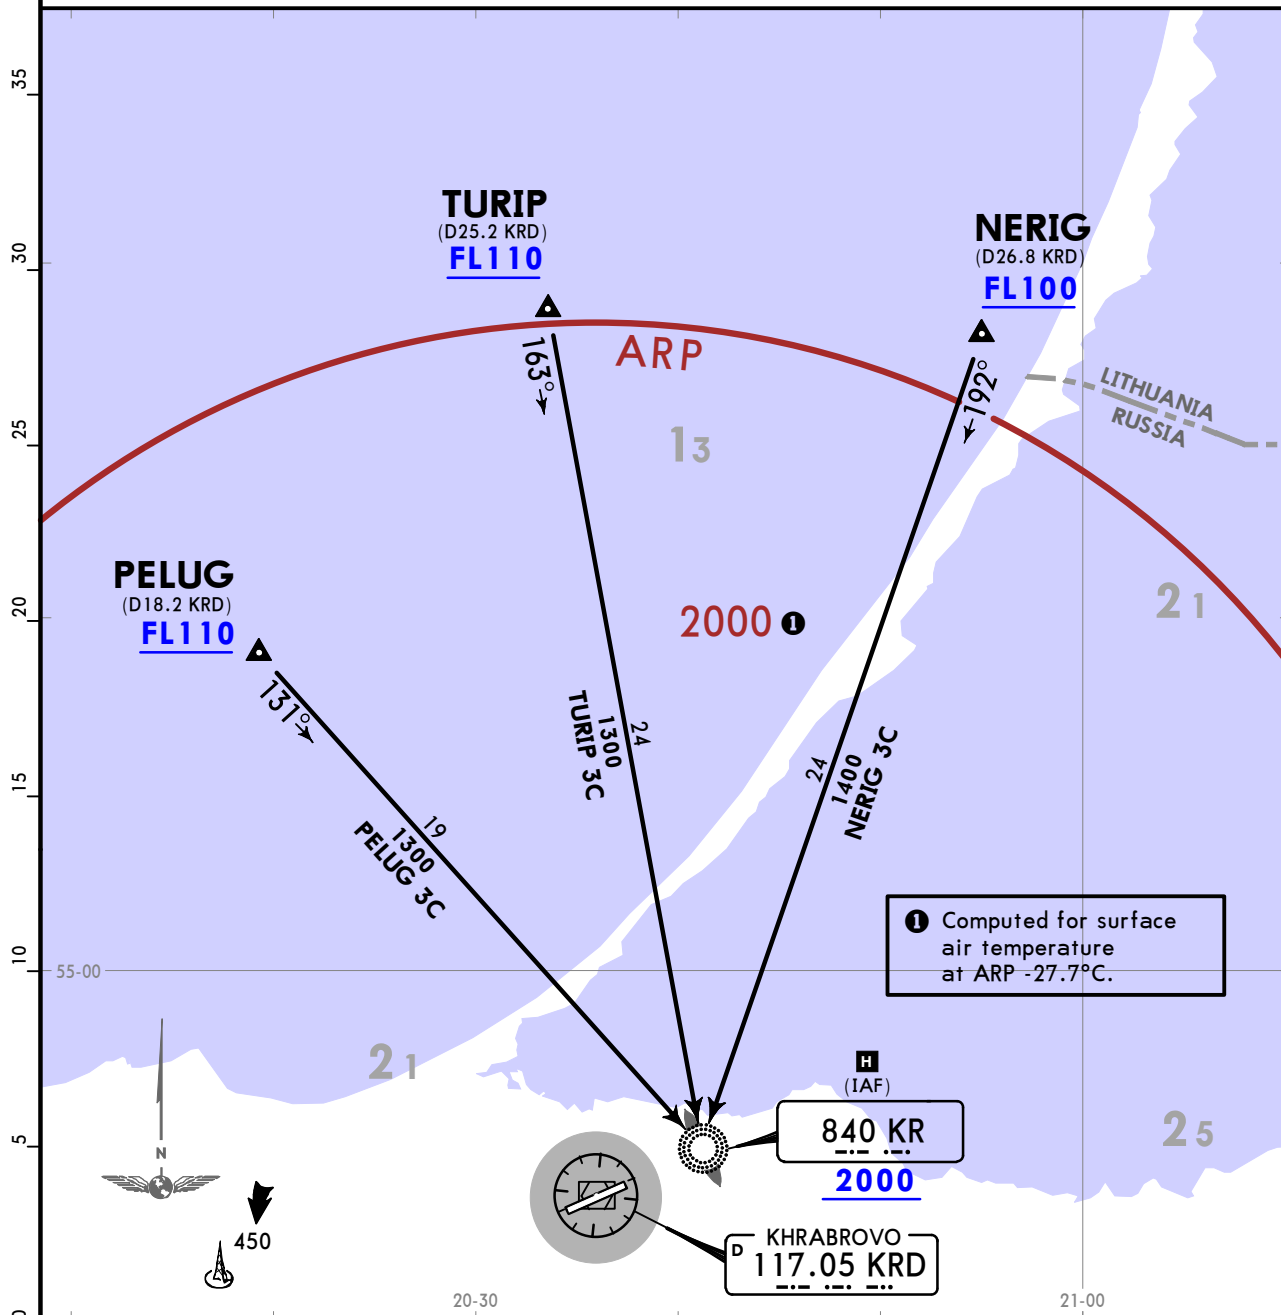 35
30
25
20
15
10
5
TURIP
(D25.2 KRD)
FL110
NERIG
(D26.8 KRD)
FL100
163°
ARP
192°
LITHUANIA
RUSSIA
13
PELUG
(D18.2 KRD)
FL110
131°
2000 1
21
24
1300
TURIP 3C
24
1400
NERIG 3C
19
1300
PELUG 3C
1 Computed for surface
air temperature
at ARP -27.7°C.
55-00
21
H
(IAF)
840 KR
2000
25
N
450
KHRABROVO
D 117.05 KRD
20-30
21-00